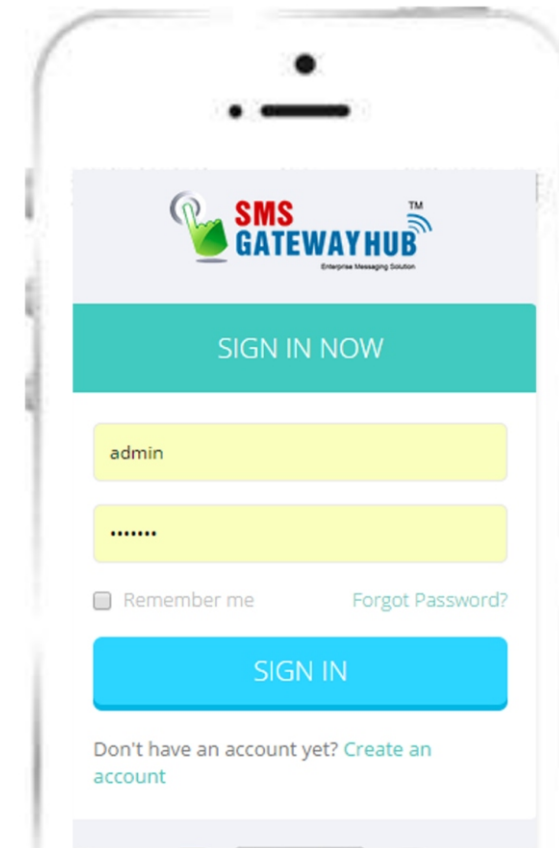 SMS
TM
GATEWAYHUB
Enterprise Messaging Solution
SIGN IN NOW
admin
•••••••
Remember me
Forgot Password?
SIGN IN
Don't have an account yet? Create an
account